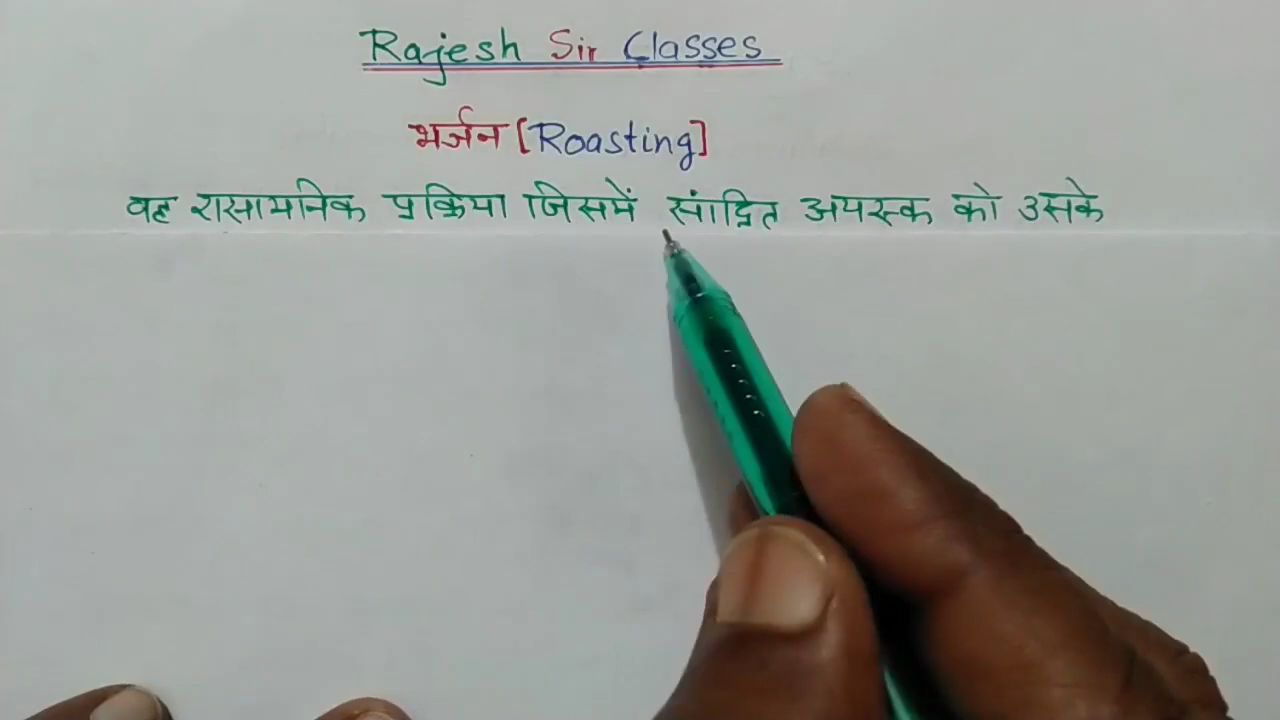 Rajesh Sir Classes
भर्जन [Roasting]
वह रासायनिक प्रक्रिया जिसमें सांद्रित अयस्क को उसके